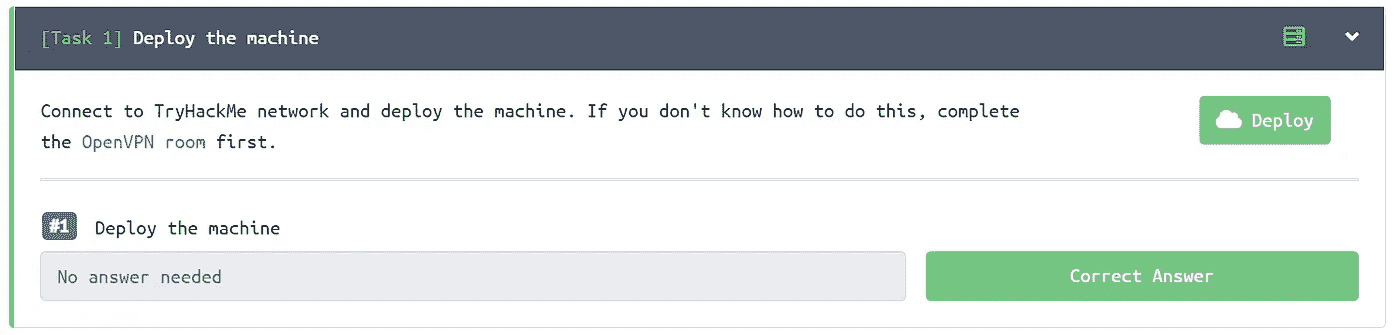 [Task 1] Deploy the machine
Connect to TryHackMe network and deploy the machine. If you don't know how to do this, complete
the OpenVPN room first.
Deploy
#1 Deploy the machine
No answer needed
Correct Answer